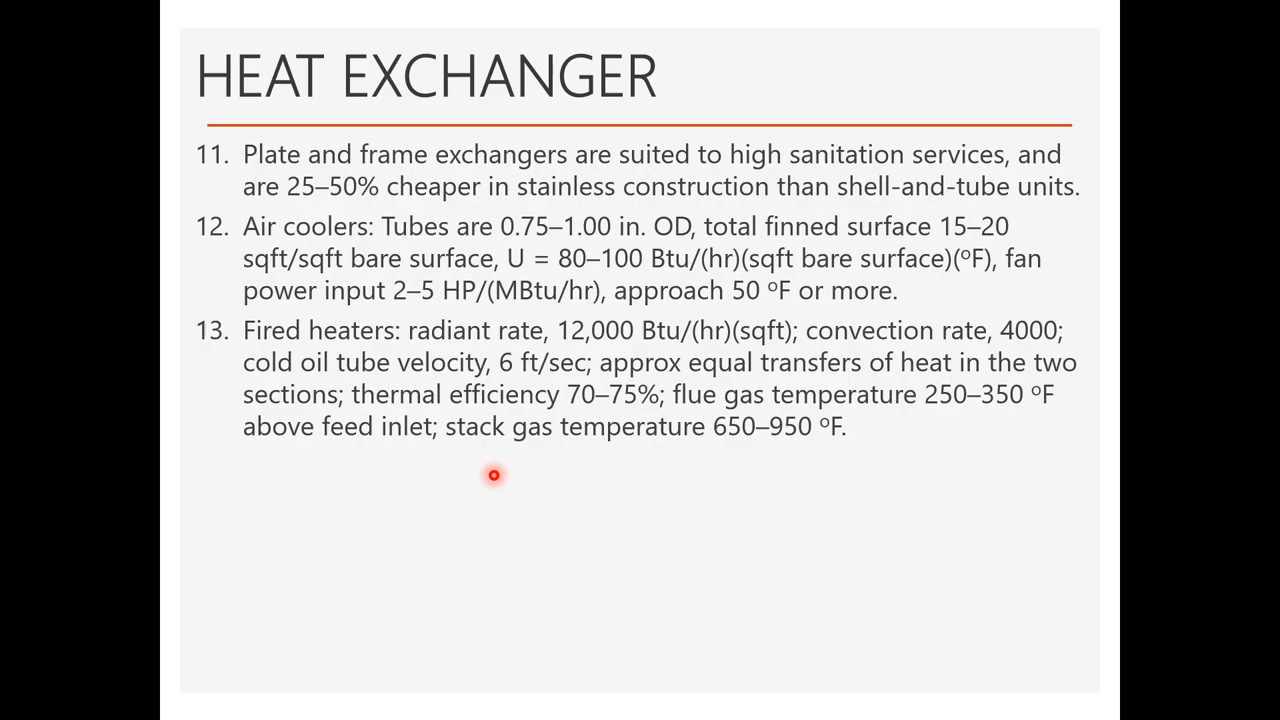 HEAT EXCHANGER
11. Plate and frame exchangers are suited to high sanitation services, and
are 25–50% cheaper in stainless construction than shell-and-tube units.
12. Air coolers: Tubes are 0.75–1.00 in. OD, total finned surface 15–20
sqft/sqft bare surface, U = 80–100 Btu/(hr)(sqft bare surface)(ºF), fan
power input 2–5 HP/(MBtu/hr), approach 50 ºF or more.
13. Fired heaters: radiant rate, 12,000 Btu/(hr)(sqft); convection rate, 4000;
cold oil tube velocity, 6 ft/sec; approx equal transfers of heat in the two
sections; thermal efficiency 70–75%; flue gas temperature 250–350 ºF
above feed inlet; stack gas temperature 650–950 ºF.